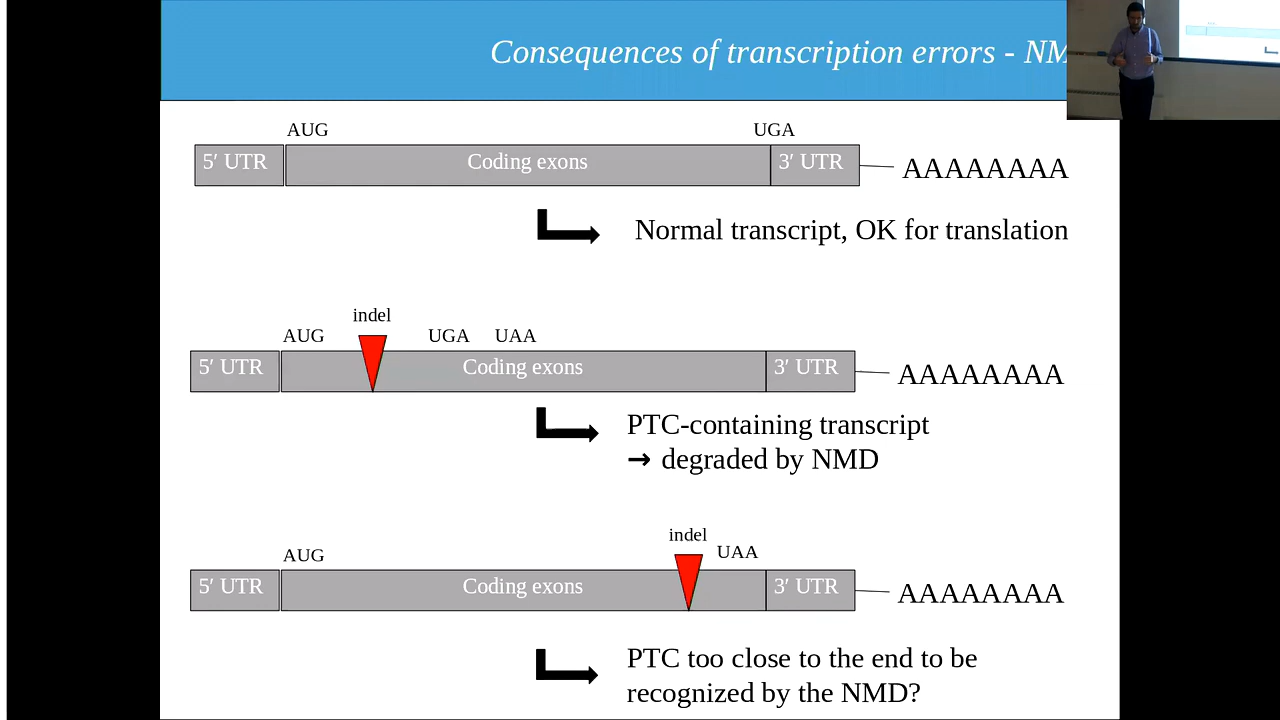 Consequences of transcription errors - NM
AUG UGA
5′ UTR Coding exons 3′ UTR AAAAAAAA
Normal transcript, OK for translation
indel
AUG UGA UAA
5′ UTR Coding exons 3′ UTR AAAAAAAA
PTC-containing transcript
→ degraded by NMD
indel
AUG UAA
5′ UTR Coding exons 3′ UTR AAAAAAAA
PTC too close to the end to be
recognized by the NMD?